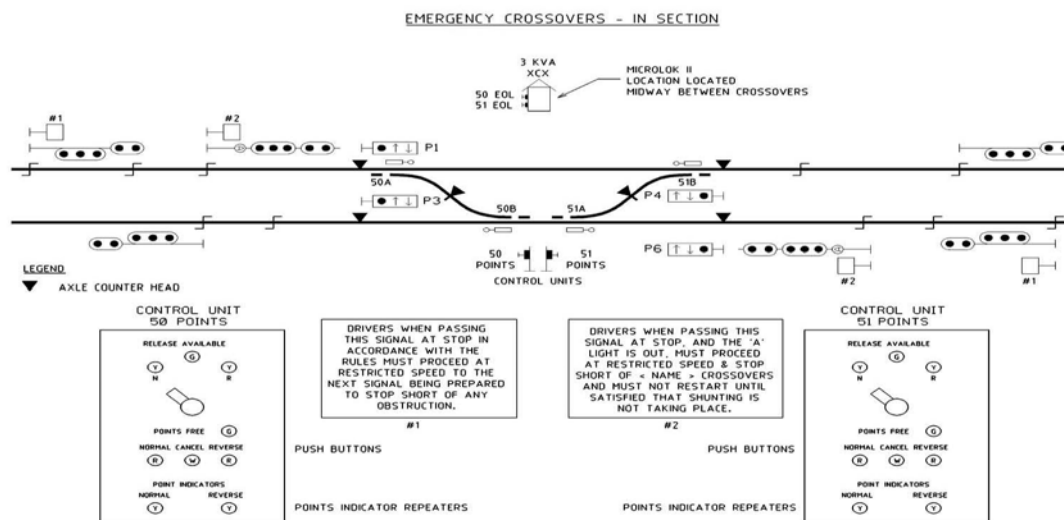 EMERGENCY CROSSOVERS - IN SECTION
3 KVA
XCX
50 EOL
51 EOL
MICROLOK II
LOCATION LOCATED
MIDWAY BETWEEN CROSSOVERS
#1
#2
P1
50A
51B
P3
50B
51A
P4
P6
50
POINTS
51
POINTS
CONTROL UNITS
#2
#1
LEGEND
AXLE COUNTER HEAD
CONTROL UNIT
50 POINTS
RELEASE AVAILABLE
G
Y
Y
N
R
POINTS FREE
G
NORMAL CANCEL REVERSE
R
W
R
POINT INDICATORS
NORMAL
REVERSE
Y
Y
DRIVERS WHEN PASSING
THIS SIGNAL AT STOP IN
ACCORDANCE WITH THE
RULES MUST PROCEED AT
RESTRICTED SPEED TO THE
NEXT SIGNAL BEING PREPARED
TO STOP SHORT OF ANY
OBSTRUCTION.
#1
DRIVERS WHEN PASSING THIS
SIGNAL AT STOP, AND THE 'A'
LIGHT IS OUT, MUST PROCEED
AT RESTRICTED SPEED & STOP
SHORT OF < NAME > CROSSOVERS
AND MUST NOT RESTART UNTIL
SATISFIED THAT SHUNTING IS
NOT TAKING PLACE.
#2
PUSH BUTTONS
PUSH BUTTONS
POINTS INDICATOR REPEATERS
POINTS INDICATOR REPEATERS
CONTROL UNIT
51 POINTS
RELEASE AVAILABLE
G
Y
Y
N
R
POINTS FREE
G
NORMAL CANCEL REVERSE
R
W
R
POINT INDICATORS
NORMAL
REVERSE
Y
Y